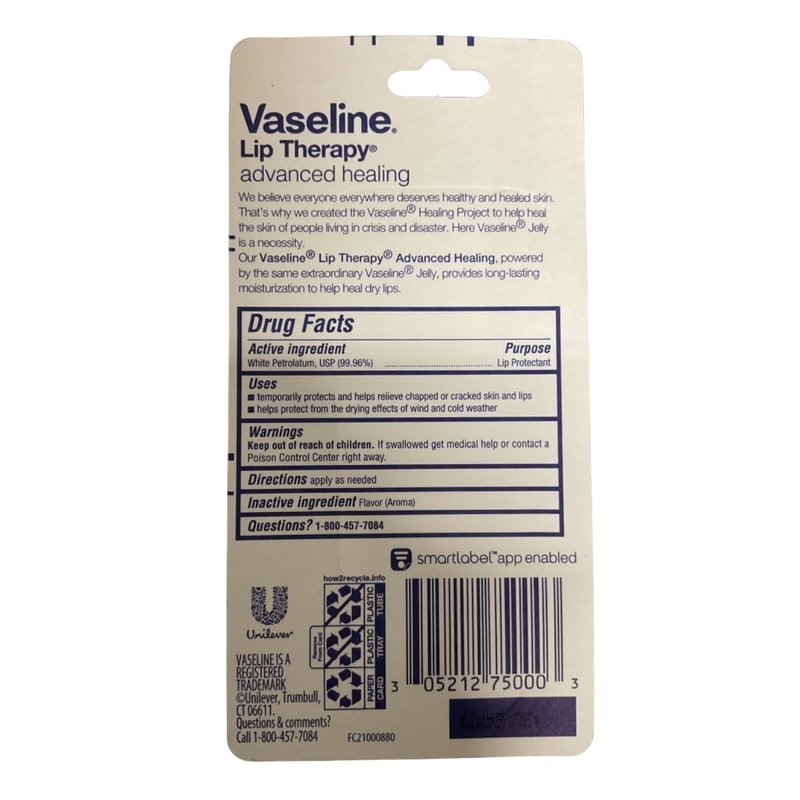 Vaseline®
Lip Therapy®
advanced healing
We believe everyone everywhere deserves healthy and healed skin.
That's why we created the Vaseline® Healing Project to help heal
the skin of people living in crisis and disaster. Here Vaseline® Jelly
is a necessity.
Our Vaseline® Lip Therapy® Advanced Healing, powered
by the same extraordinary Vaseline® Jelly, provides long-lasting
moisturization to help heal dry lips.
Drug Facts
Active ingredient Purpose
White Petrolatum, USP (99.96%) ........................................ Lip Protectant
Uses
■ temporarily protects and helps relieve chapped or cracked skin and lips
■ helps protect from the drying effects of wind and cold weather
Warnings
Keep out of reach of children. If swallowed get medical help or contact a
Poison Control Center right away.
Directions apply as needed
Inactive ingredient Flavor (Aroma)
Questions? 1-800-457-7084
smartlabel™ app enabled
how2recycle.info
Remove
From Card
PAPER PLASTIC PLASTIC
CARD TRAY TUBE
Unilever
VASELINE IS A
REGISTERED
TRADEMARK
©Unilever, Trumbull,
CT 06611.
Questions & comments?
Call 1-800-457-7084
FC21000880
3 05212 75000 3